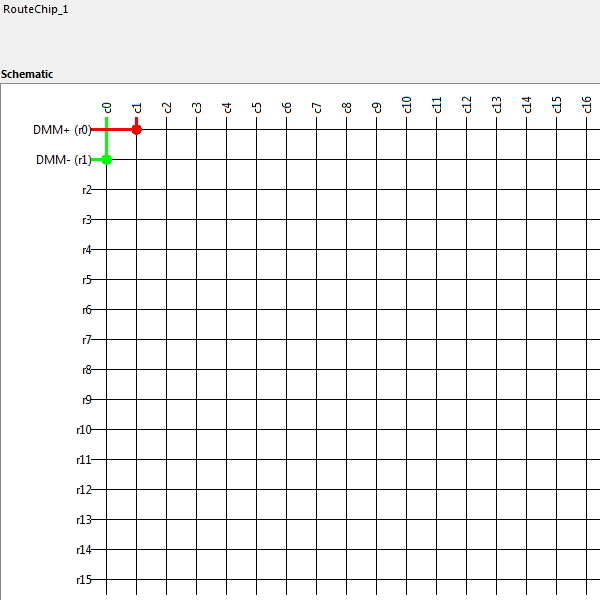 RouteChip_1
Schematic
c0 c1 c2 c3 c4 c5 c6 c7 c8 c9 c10 c11 c12 c13 c14 c15 c16
DMM+ (r0)
DMM- (r1)
r2
r3
r4
r5
r6
r7
r8
r9
r10
r11
r12
r13
r14
r15